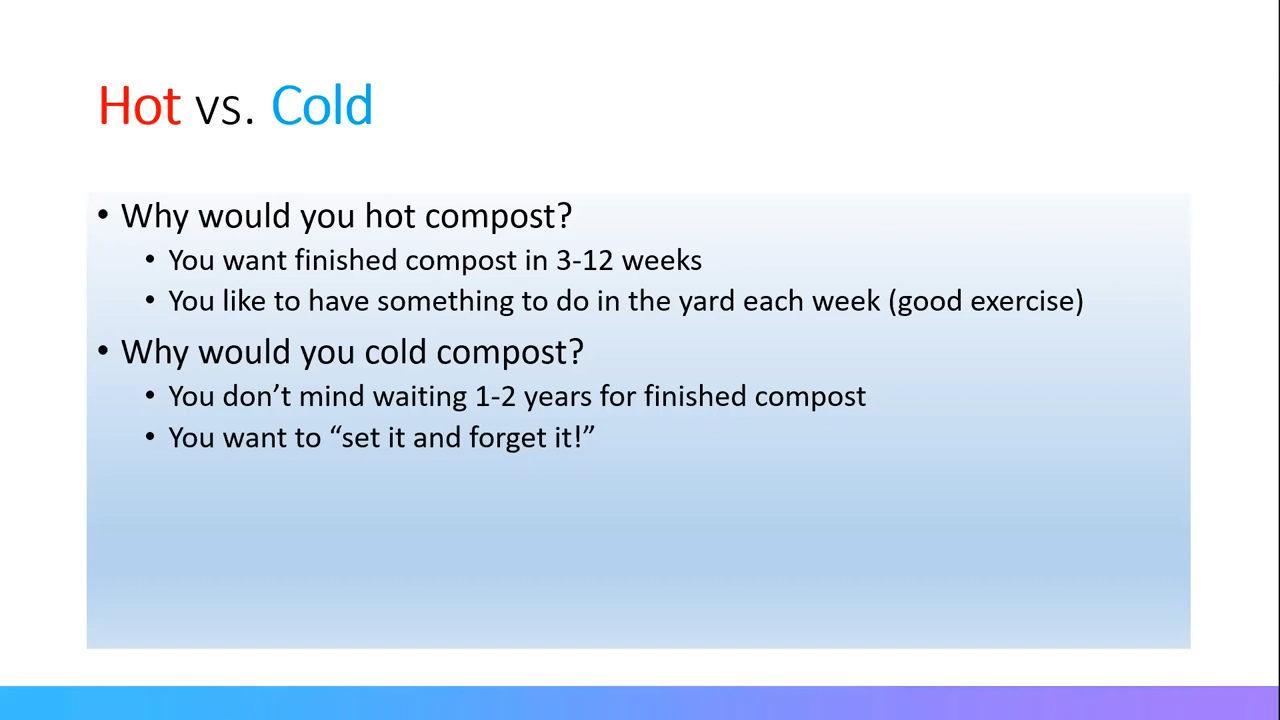 Hot vs. Cold
• Why would you hot compost?
• You want finished compost in 3-12 weeks
• You like to have something to do in the yard each week (good exercise)
• Why would you cold compost?
• You don’t mind waiting 1-2 years for finished compost
• You want to “set it and forget it!”